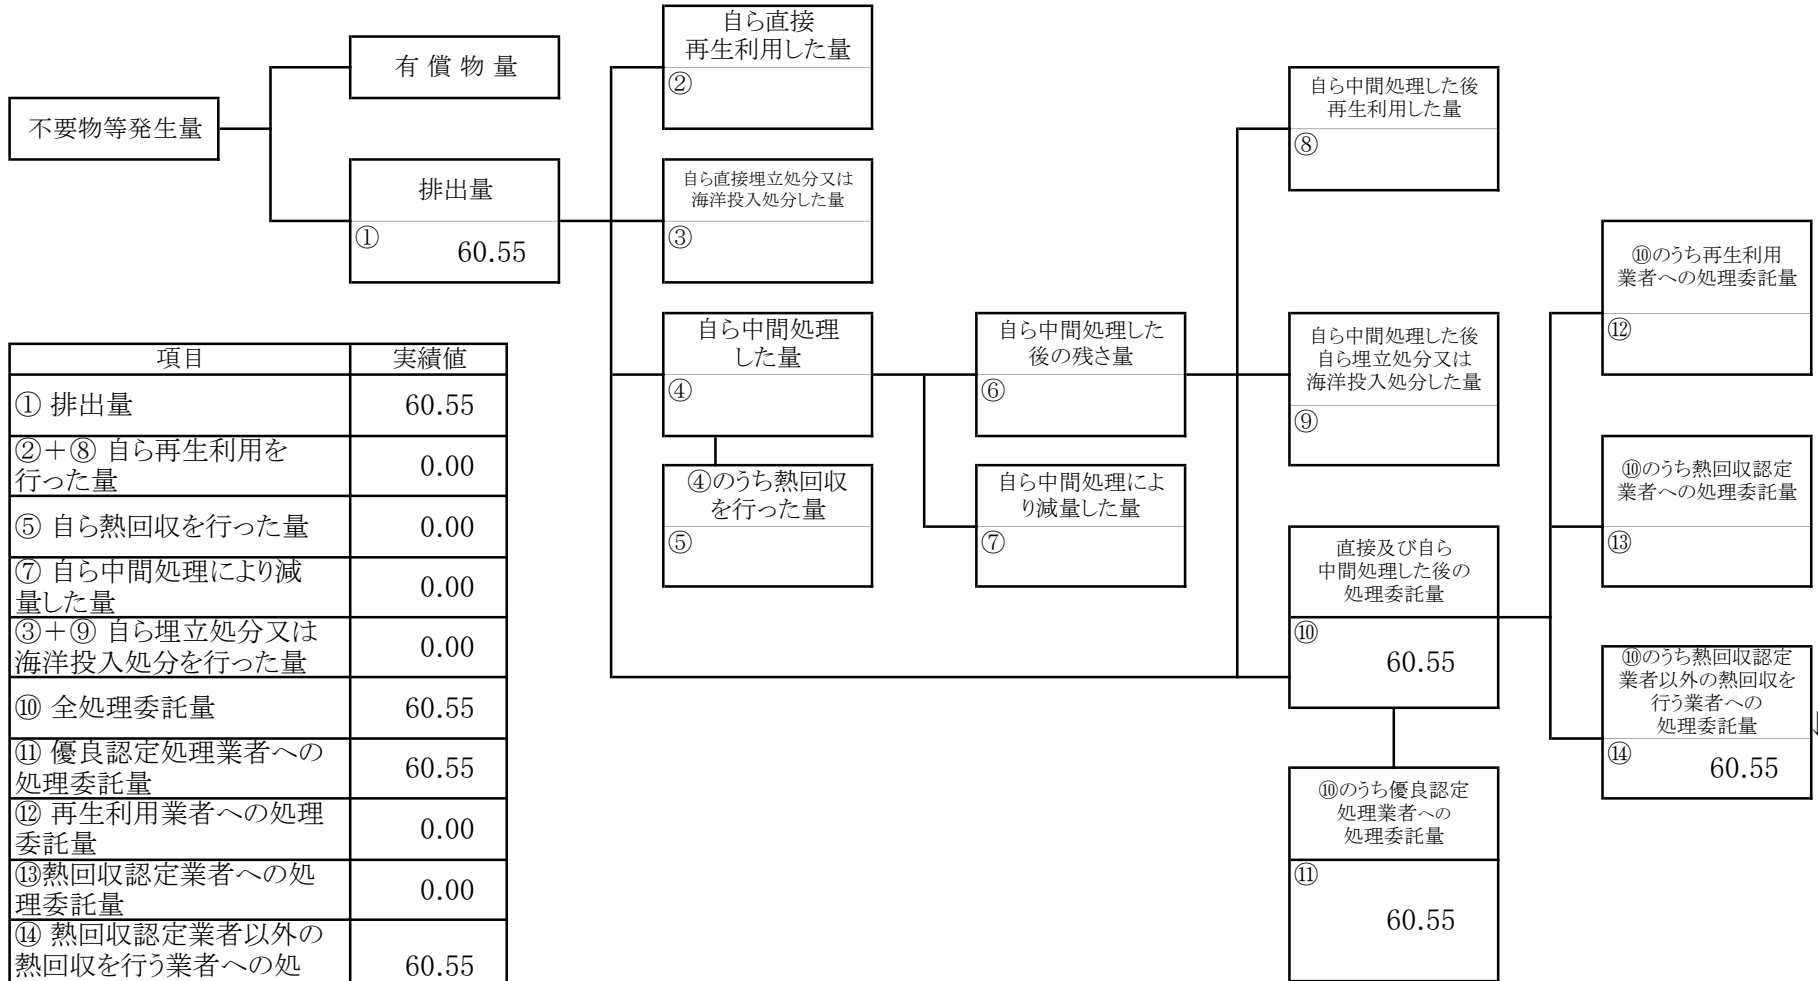 自ら直接
再生利用した量
②
有 償 物 量
不要物等発生量
排出量
①
60.55
自ら直接埋立処分又は
海洋投入処分した量
③
自ら中間処理した後
再生利用した量
⑧
⑩のうち再生利用
業者への処理委託量
⑫
自ら中間処理
した量
④
自ら中間処理した
後の残さ量
⑥
自ら中間処理した後
自ら埋立処分又は
海洋投入処分した量
⑨
④のうち熱回収
を行った量
⑤
自ら中間処理によ
り減量した量
⑦
⑩のうち熱回収認定
業者への処理委託量
⑬
直接及び自ら
中間処理した後の
処理委託量
⑩
60.55
⑩のうち熱回収認定
業者以外の熱回収を
行う業者への
処理委託量
⑭
60.55
⑩のうち優良認定
処理業者への
処理委託量
⑪
60.55
項目 実績値
① 排出量 60.55
②＋⑧ 自ら再生利用を
行った量 0.00
⑤ 自ら熱回収を行った量 0.00
⑦ 自ら中間処理により減
量した量 0.00
③＋⑨ 自ら埋立処分又は
海洋投入処分を行った量 0.00
⑩ 全処理委託量 60.55
⑪ 優良認定処理業者への
処理委託量 60.55
⑫ 再生利用業者への処理
委託量 0.00
⑬熱回収認定業者への処
理委託量 0.00
⑭ 熱回収認定業者以外の
熱回収を行う業者への処 60.55